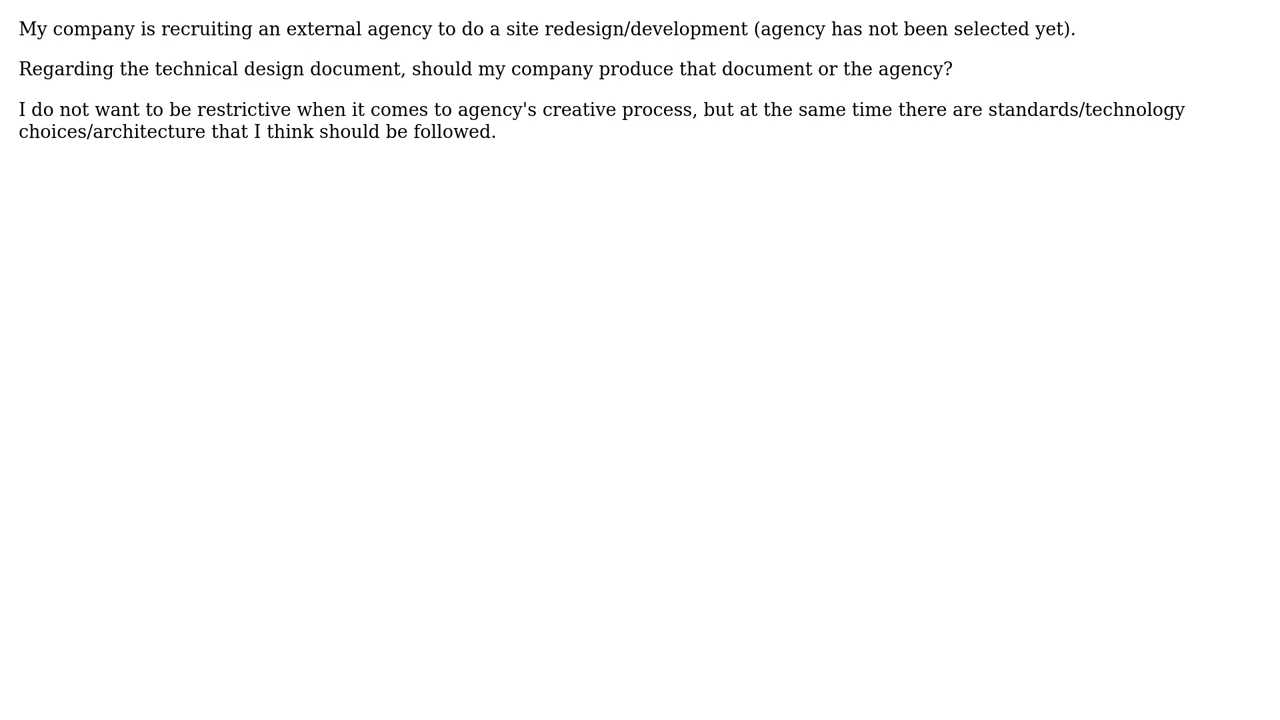 My company is recruiting an external agency to do a site redesign/development (agency has not been selected yet).
Regarding the technical design document, should my company produce that document or the agency?
I do not want to be restrictive when it comes to agency's creative process, but at the same time there are standards/technology
choices/architecture that I think should be followed.